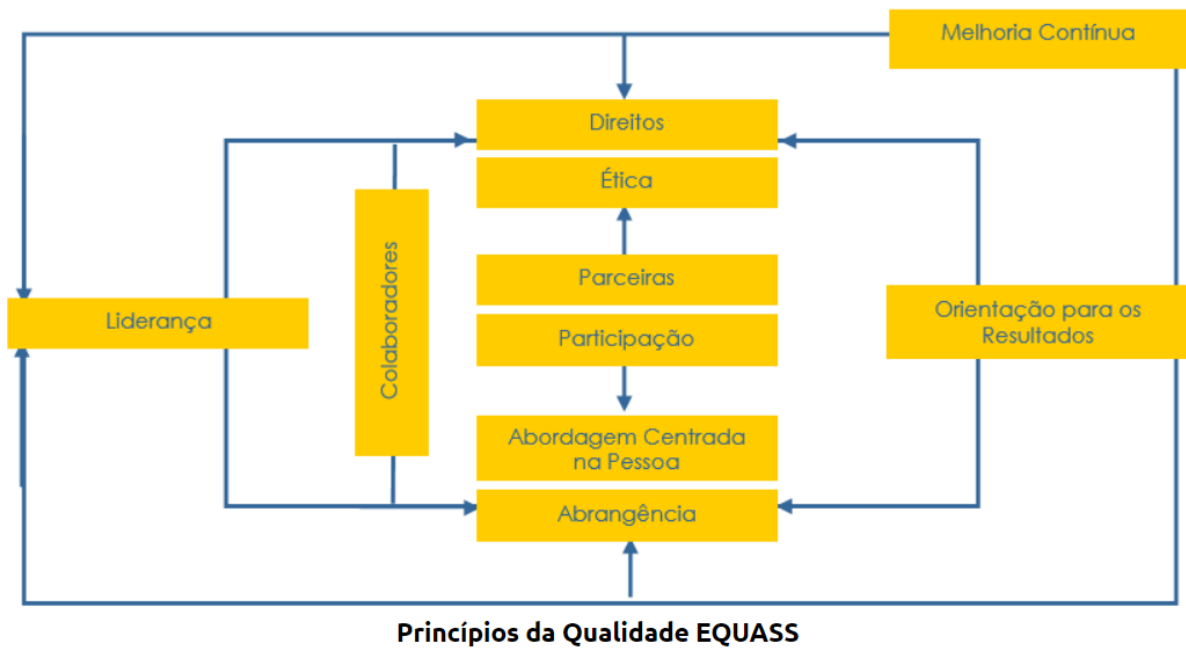 Melhoria Contínua
Direitos
Ética
Colaboradores
Parceiras
Liderança
Participação
Orientação para os
Resultados
Abordagem Centrada
na Pessoa
Abrangência
Princípios da Qualidade EQUASS